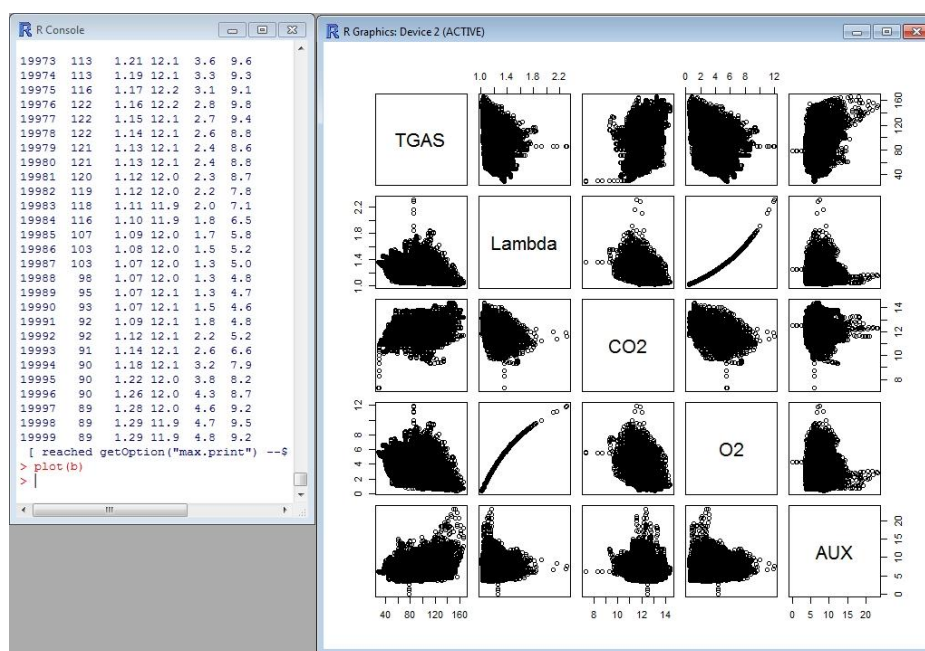 R Console
19973 113 1.21 12.1 3.6 9.6
19974 113 1.19 12.1 3.3 9.3
19975 116 1.17 12.2 3.1 9.1
19976 122 1.16 12.2 2.8 9.8
19977 122 1.15 12.1 2.7 9.4
19978 122 1.14 12.1 2.6 8.8
19979 121 1.13 12.1 2.4 8.6
19980 121 1.13 12.1 2.4 8.8
19981 120 1.12 12.0 2.3 8.7
19982 119 1.12 12.0 2.2 7.8
19983 118 1.11 11.9 2.0 7.1
19984 116 1.10 11.9 1.8 6.5
19985 107 1.09 12.0 1.7 5.8
19986 103 1.08 12.0 1.5 5.2
19987 103 1.07 12.0 1.3 5.0
19988 98 1.07 12.0 1.3 4.8
19989 95 1.07 12.1 1.3 4.7
19990 93 1.07 12.1 1.5 4.6
19991 92 1.09 12.1 1.8 4.8
19992 92 1.12 12.1 2.2 5.2
19993 91 1.14 12.1 2.6 6.6
19994 90 1.18 12.1 3.2 7.9
19995 90 1.22 12.0 3.8 8.2
19996 90 1.26 12.0 4.3 8.7
19997 89 1.28 12.0 4.6 9.2
19998 89 1.29 11.9 4.7 9.5
19999 89 1.29 11.9 4.8 9.2
[ reached getOption("max.print") --$
> plot(b)
>
R Graphics: Device 2 (ACTIVE)
1.0 1.4 1.8 2.2
0 2 4 6 8 12
TGAS
40 80 120 160
1.0 1.4 1.8 2.2
Lambda
CO2
8 10 12 14
0 2 4 6 8 12
O2
AUX
0 5 10 15 20
40 80 120 160
8 10 12 14
0 5 10 15 20